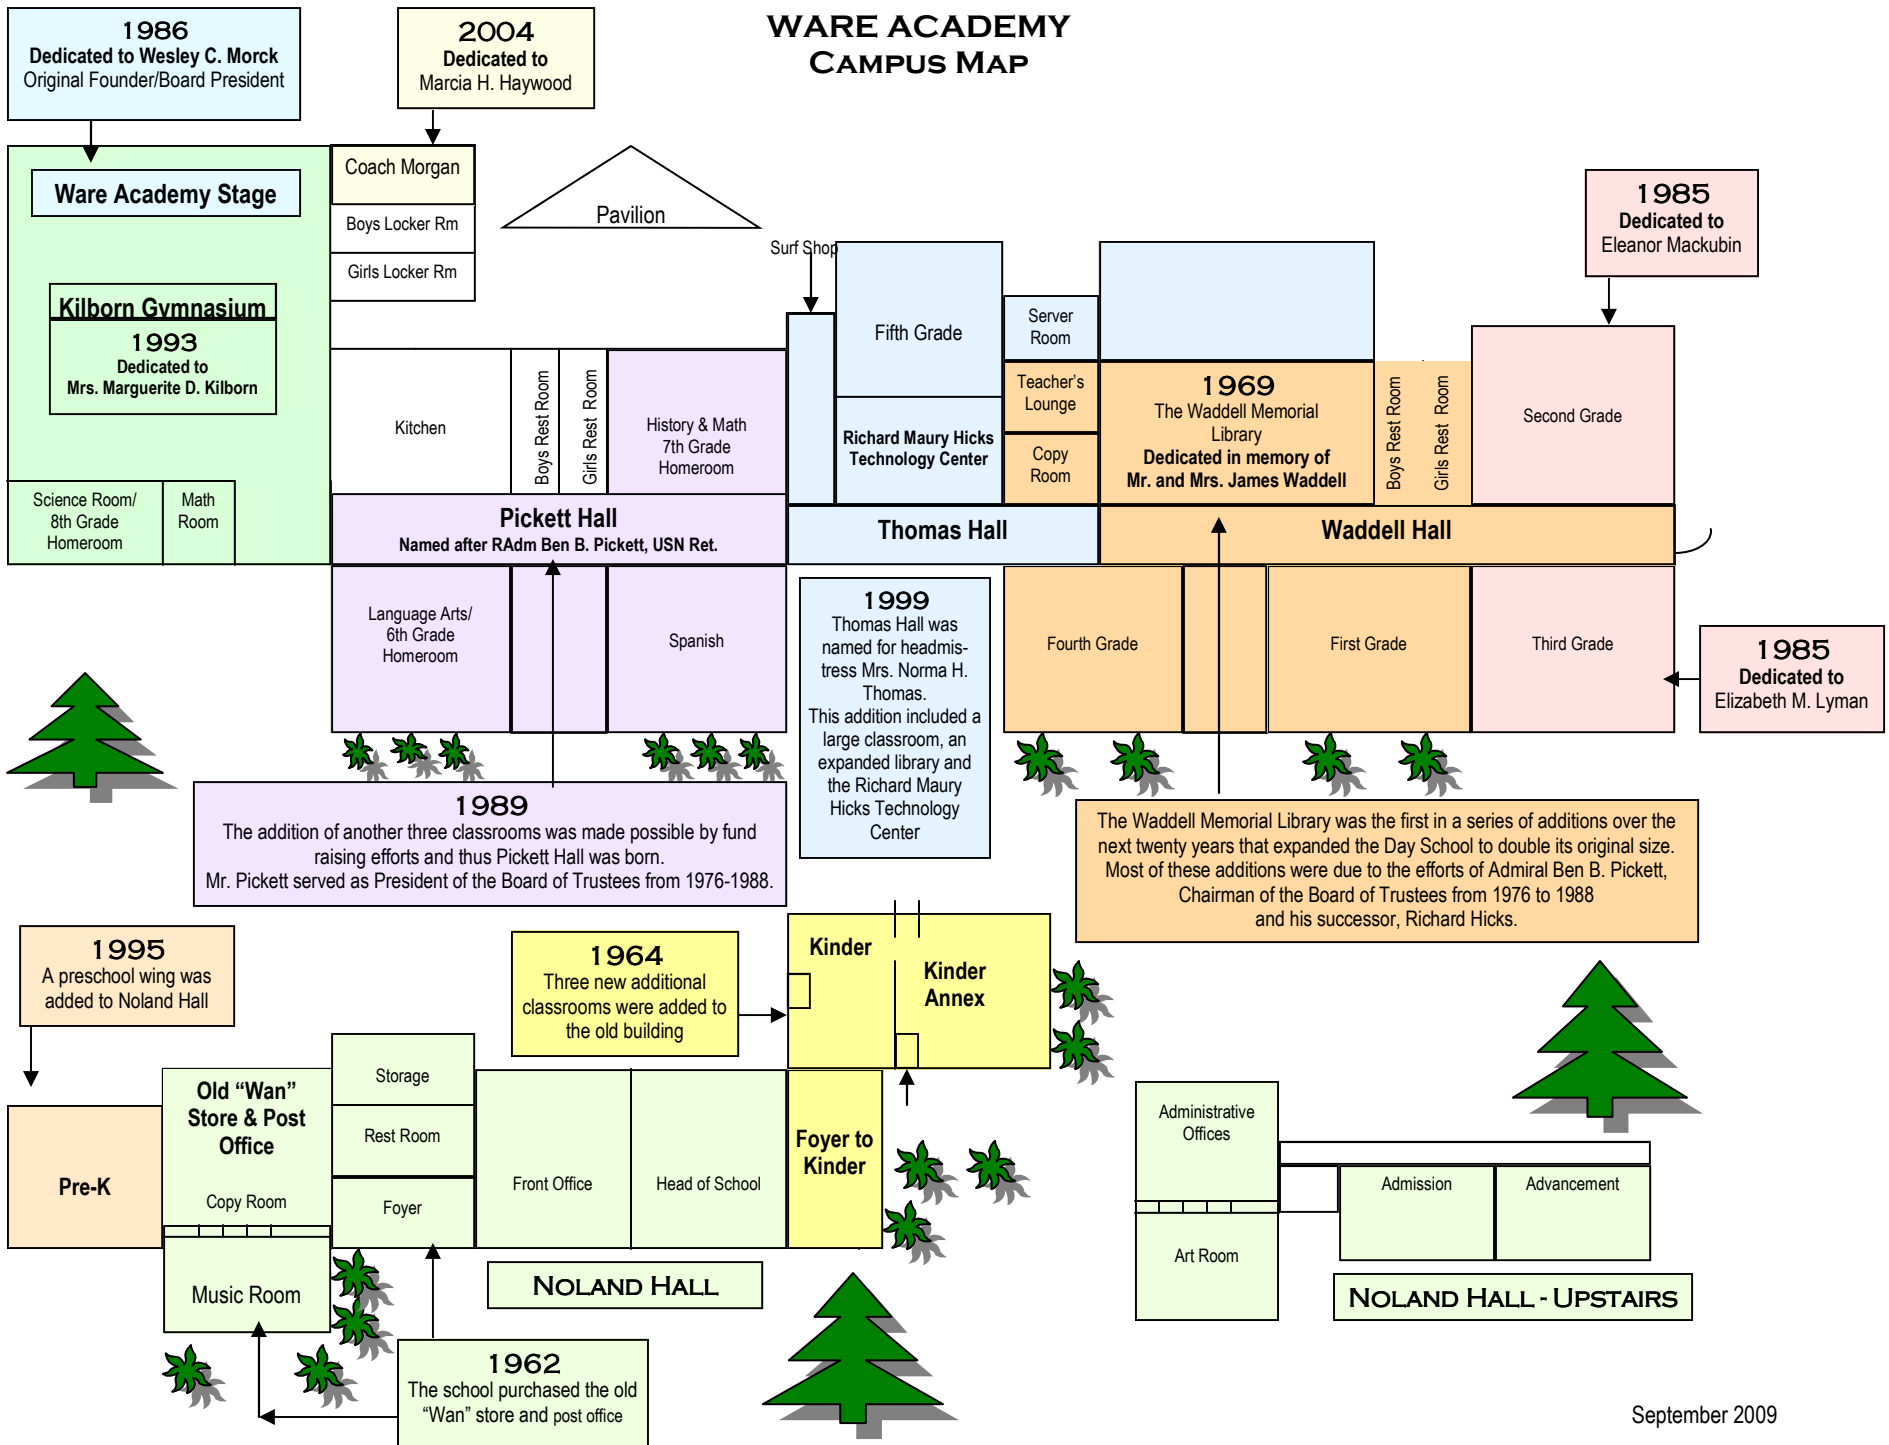 WARE ACADEMY
CAMPUS MAP
1986
Dedicated to Wesley C. Morck
Original Founder/Board President
2004
Dedicated to
Marcia H. Haywood
Ware Academy Stage
Coach Morgan
Boys Locker Rm
Girls Locker Rm
Pavilion
Surf Shop
1985
Dedicated to
Eleanor Mackubin
Kilborn Gymnasium
1993
Dedicated to
Mrs. Marguerite D. Kilborn
Kitchen
Boys Rest Room
Girls Rest Room
History & Math
7th Grade
Homeroom
Fifth Grade
Richard Maury Hicks
Technology Center
Server
Room
Teacher's
Lounge
Copy
Room
1969
The Waddell Memorial
Library
Dedicated in memory of
Mr. and Mrs. James Waddell
Boys Rest Room
Girls Rest Room
Second Grade
Science Room/
8th Grade
Homeroom
Math
Room
Pickett Hall
Named after RAdm Ben B. Pickett, USN Ret.
Thomas Hall
Waddell Hall
Language Arts/
6th Grade
Homeroom
Spanish
1999
Thomas Hall was
named for headmis-
tress Mrs. Norma H.
Thomas.
This addition included a
large classroom, an
expanded library and
the Richard Maury
Hicks Technology
Center
Fourth Grade
First Grade
Third Grade
1985
Dedicated to
Elizabeth M. Lyman
1989
The addition of another three classrooms was made possible by fund
raising efforts and thus Pickett Hall was born.
Mr. Pickett served as President of the Board of Trustees from 1976-1988.
The Waddell Memorial Library was the first in a series of additions over the
next twenty years that expanded the Day School to double its original size.
Most of these additions were due to the efforts of Admiral Ben B. Pickett,
Chairman of the Board of Trustees from 1976 to 1988
and his successor, Richard Hicks.
1995
A preschool wing was
added to Noland Hall
1964
Three new additional
classrooms were added to
the old building
Kinder
Kinder
Annex
Pre-K
Old “Wan”
Store & Post
Office
Copy Room
Music Room
Storage
Rest Room
Foyer
Front Office
Head of School
Foyer to
Kinder
NOLAND HALL
Administrative
Offices
Art Room
Admission
Advancement
NOLAND HALL - UPSTAIRS
1962
The school purchased the old
“Wan” store and post office
September 2009